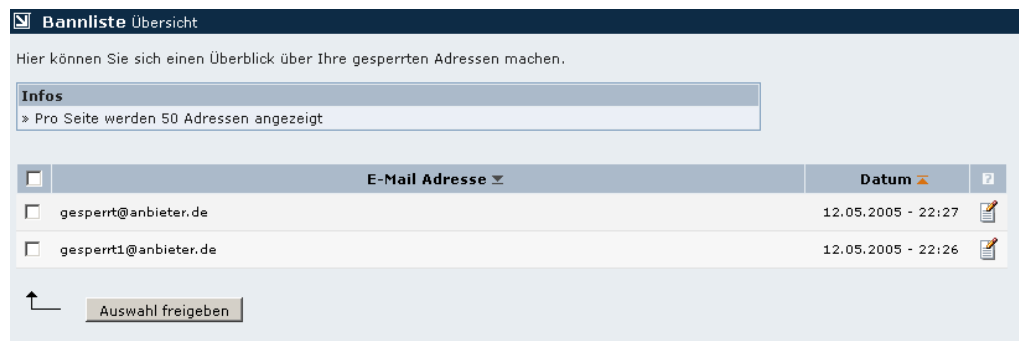 Bannliste Übersicht
Hier können Sie sich einen Überblick über Ihre gesperrten Adressen machen.
Infos
» Pro Seite werden 50 Adressen angezeigt
E-Mail Adresse Datum ?
gesperrt@anbieter.de 12.05.2005 - 22:27
gesperrt1@anbieter.de 12.05.2005 - 22:26
Auswahl freigeben